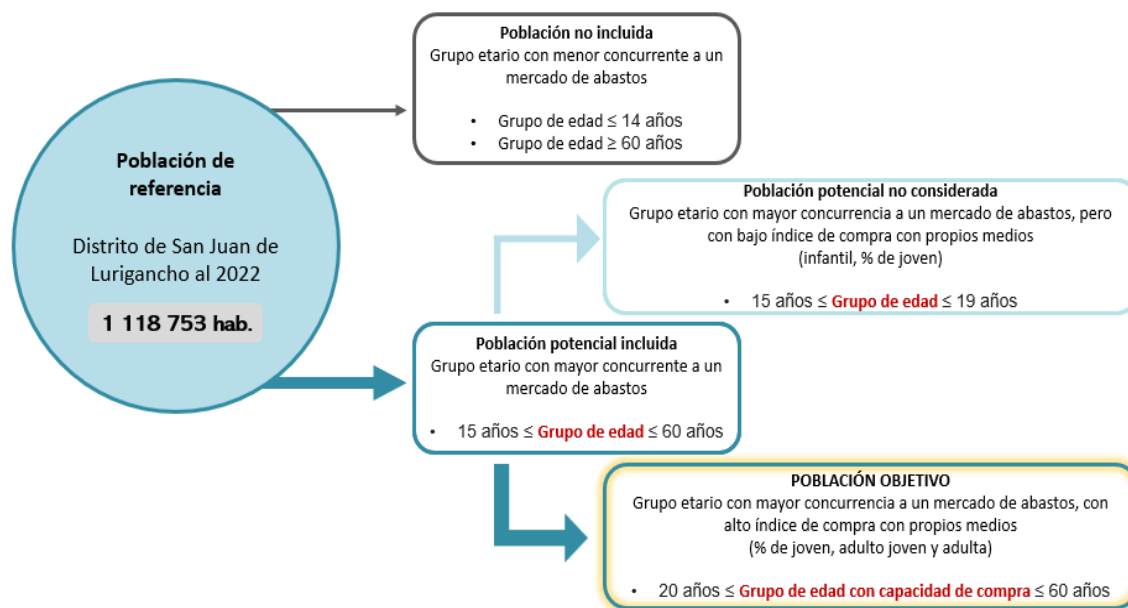 Población de
referencia
Distrito de San Juan de
Lurigancho al 2022
1 118 753 hab.
Población no incluida
Grupo etario con menor concurrente a un
mercado de abastos
• Grupo de edad ≤ 14 años
• Grupo de edad ≥ 60 años
Población potencial no considerada
Grupo etario con mayor concurrencia a un mercado de abastos, pero
con bajo índice de compra con propios medios
(infantil, % de joven)
• 15 años ≤ Grupo de edad ≤ 19 años
Población potencial incluida
Grupo etario con mayor concurrente a un
mercado de abastos
• 15 años ≤ Grupo de edad ≤ 60 años
POBLACIÓN OBJETIVO
Grupo etario con mayor concurrencia a un mercado de abastos, con
alto índice de compra con propios medios
(% de joven, adulto joven y adulta)
• 20 años ≤ Grupo de edad con capacidad de compra ≤ 60 años